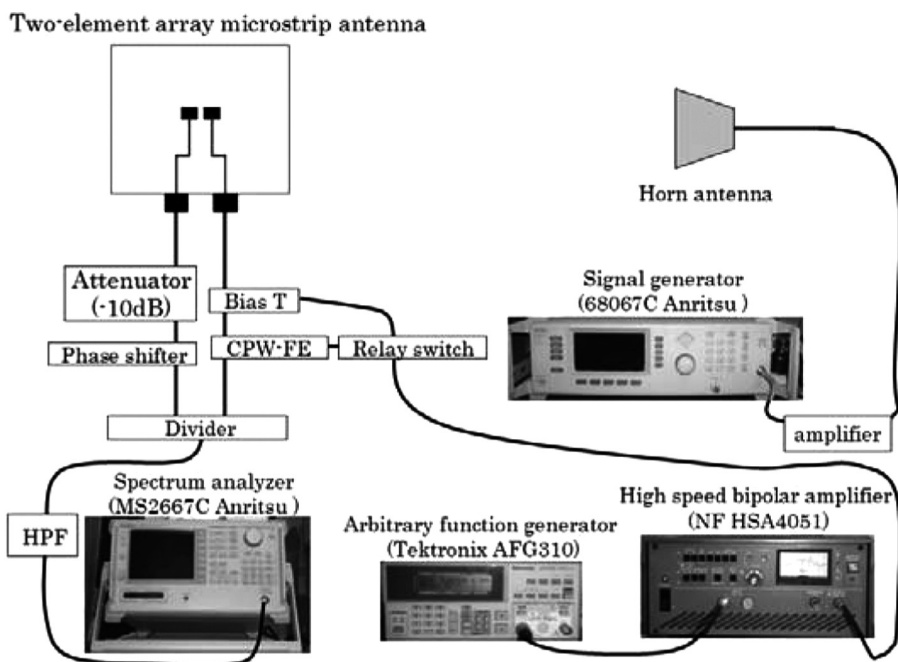 Two-element array microstrip antenna
Horn antenna
Attenuator
(-10dB)
Bias T
Signal generator
(68067C Anritsu )
Phase shifter
CPW-FE
Relay switch
Divider
amplifier
Spectrum analyzer
(MS2667C Anritsu )
High speed bipolar amplifier
(NF HSA4051)
HPF
Arbitrary function generator
(Tektronix AFG310)